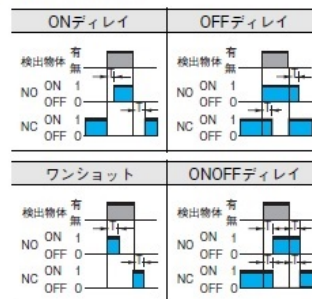 ONディレイ
OFFディレイ
検出物体 有
無
T
NO ON 1
OFF 0
T
NC ON 1
OFF 0
検出物体 有
無
T
NO ON 1
OFF 0
T
NC ON 1
OFF 0
ワンショット
ONOFFディレイ
検出物体 有
無
T
NO ON 1
OFF 0
T
NC ON 1
OFF 0
検出物体 有
無
T T
NO ON 1
OFF 0
T T
NC ON 1
OFF 0